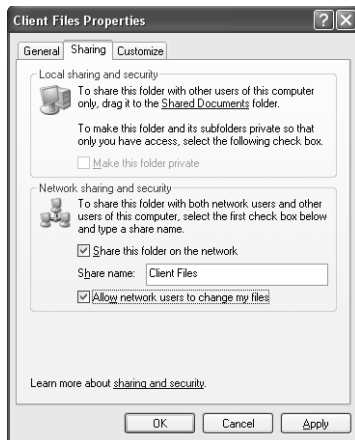 Client Files Properties
General Sharing Customize
Local sharing and security
To share this folder with other users of this computer
only, drag it to the Shared Documents folder.
To make this folder and its subfolders private so that
only you have access, select the following check box.
Make this folder private
Network sharing and security
To share this folder with both network users and other
users of this computer, select the first check box below
and type a share name.
Share this folder on the network
Share name: Client Files
Allow network users to change my files
Learn more about sharing and security.
OK Cancel Apply